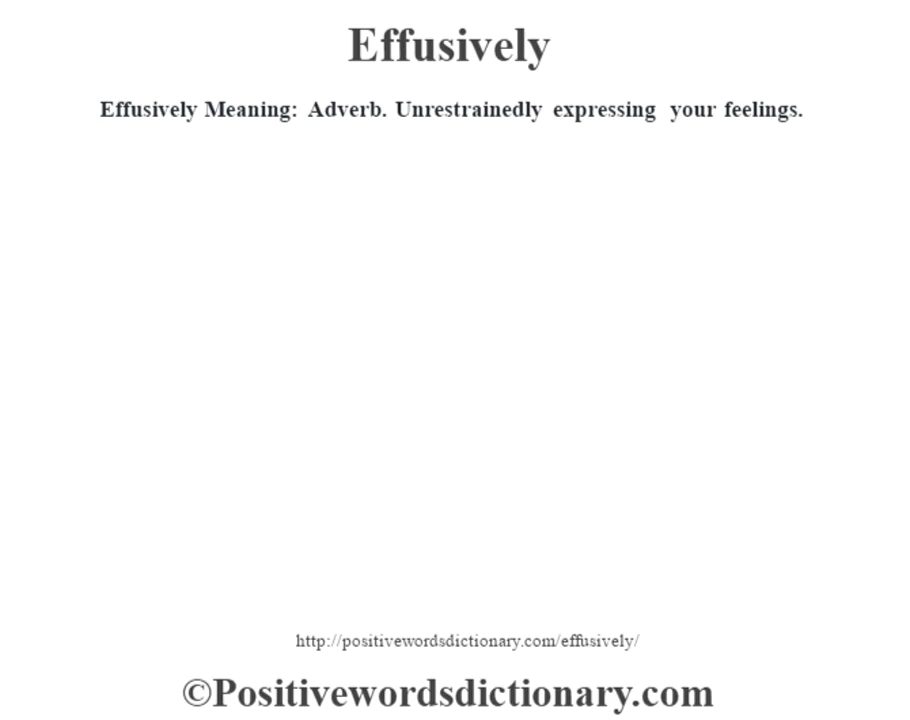 Effusively
Effusively Meaning: Adverb. Unrestrainedly expressing your feelings.
http://positivewordsdictionary.com/effusively/
©Positivewordsdictionary.com